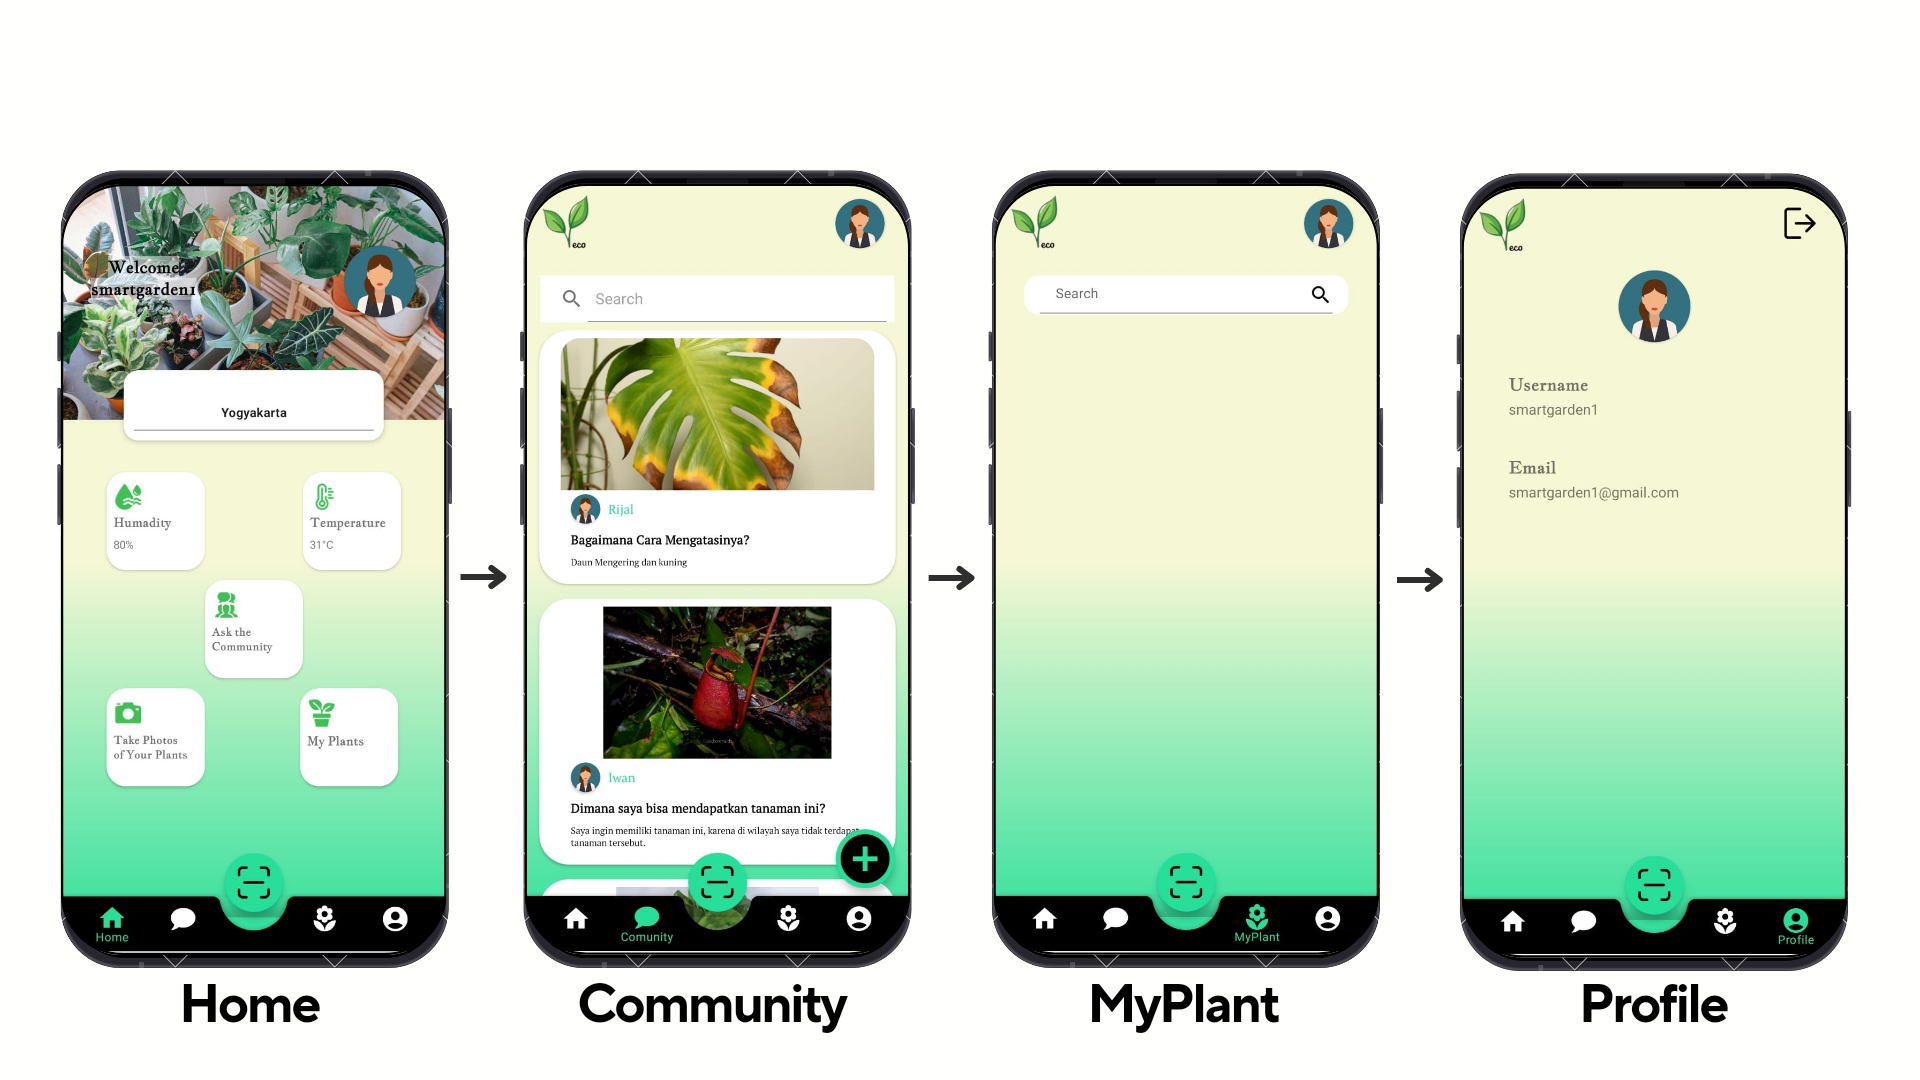 Welcome
smartgarden1
Yogyakarta
Humadity
80%
Temperature
31°C
Ask the
Community
Take Photos
of Your Plants
My Plants
Home
Home
eco
Search
Rijal
Bagaimana Cara Mengatasinya?
Daun Mengering dan kuning
Iwan
Dimana saya bisa mendapatkan tanaman ini?
Saya ingin memiliki tanaman ini, karena di wilayah saya tidak terdapat
tanaman tersebut.
Comunity
Community
eco
Search
MyPlant
MyPlant
eco
Username
smartgarden1
Email
smartgarden1@gmail.com
Profile
Profile